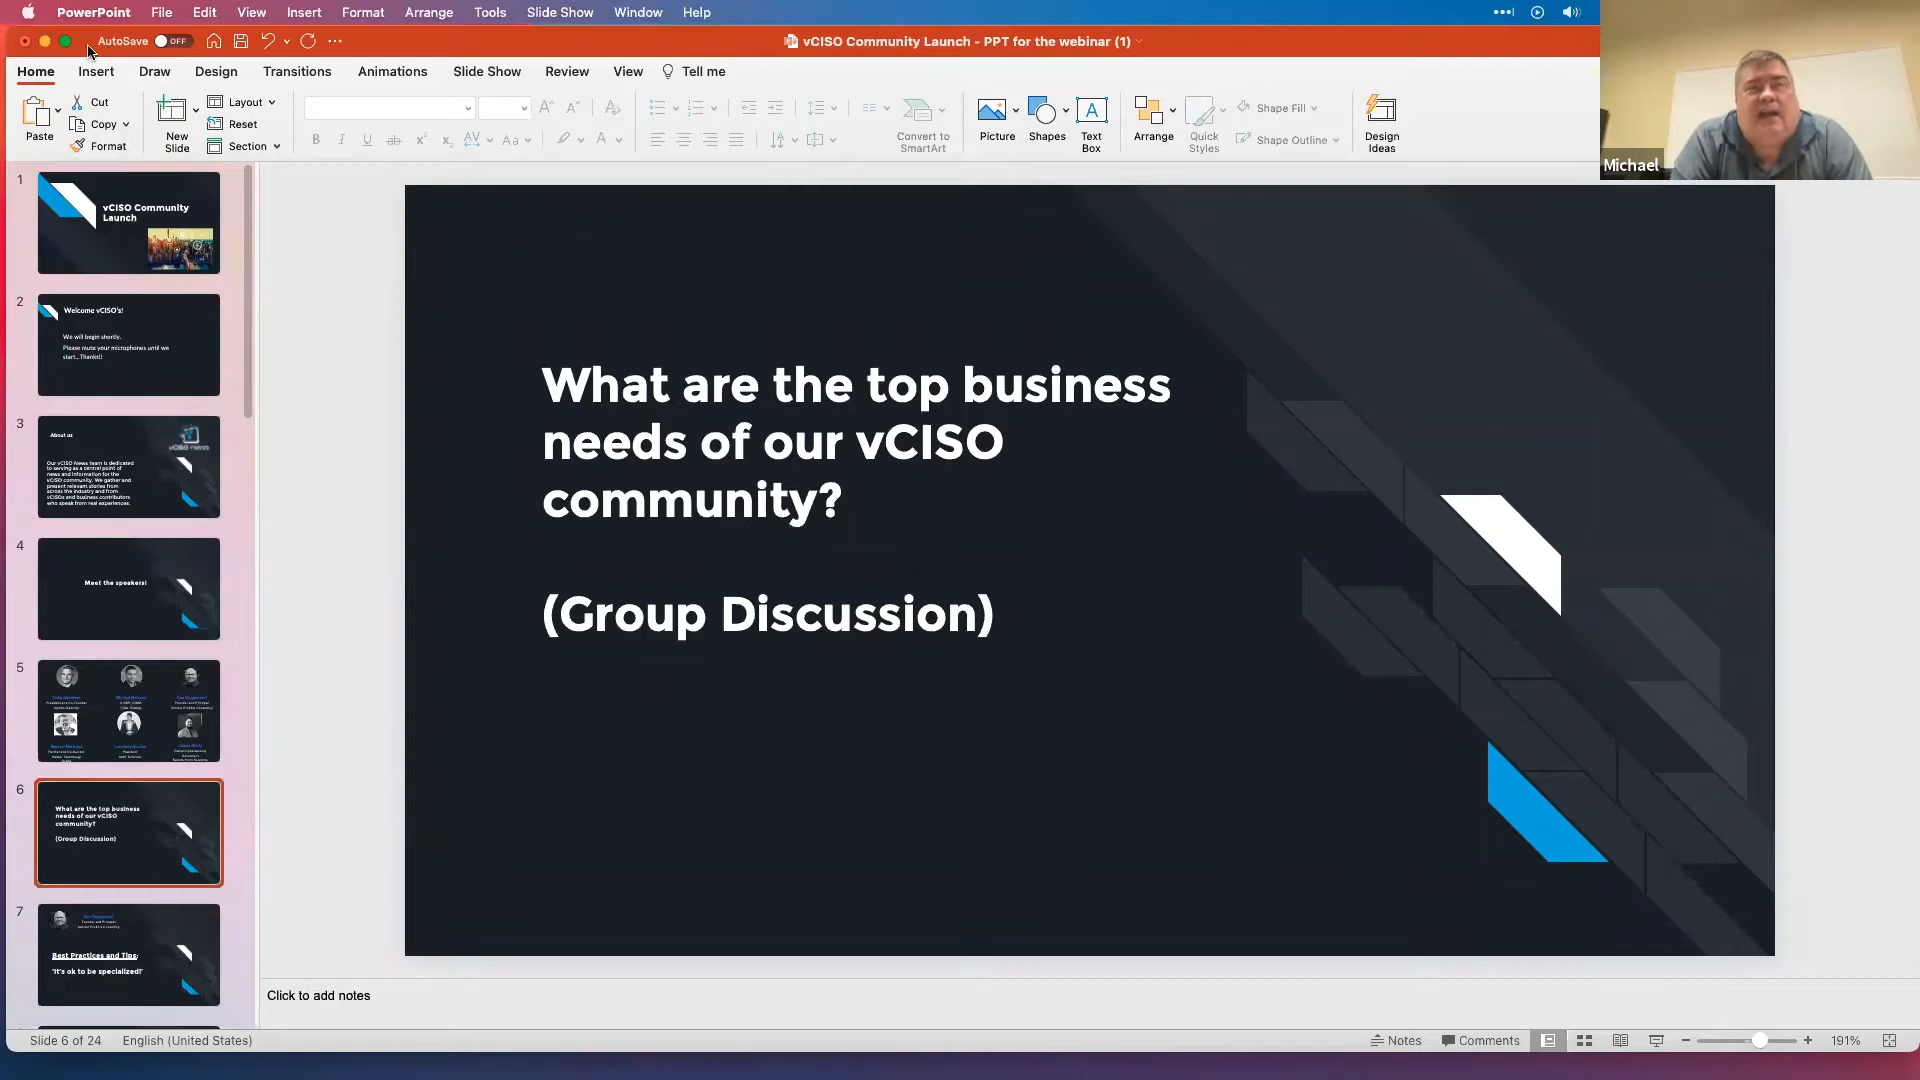 PowerPoint File Edit View Insert Format Arrange Tools Slide Show Window Help
AutoSave OFF vCISO Community Launch - PPT for the webinar (1)
Home Insert Draw Design Transitions Animations Slide Show Review View Tell me
Paste Cut Copy Format
New Slide Layout Reset Section
Convert to SmartArt
Picture Shapes Text Box
Arrange Quick Styles Shape Fill Shape Outline
Design Ideas
Michael
1
vCISO Community
Launch
2
Welcome vCISO's!
We will begin shortly.
Please mute your microphones until we
start...Thanks!!
3
About us
Our vCISO News team is dedicated
to serving as a central point of
news and information for the
vCISO community. We gather and
present relevant stories from
across the industry and from
vCISOs and business contributors
who speak from real experiences.
4
Meet the speakers!
5
6
What are the top business
needs of our vCISO
community?
(Group Discussion)
7
Best Practices and Tips:
"It's ok to be specialized!"
What are the top business
needs of our vCISO
community?
(Group Discussion)
Click to add notes
Slide 6 of 24 English (United States) Notes Comments 191%